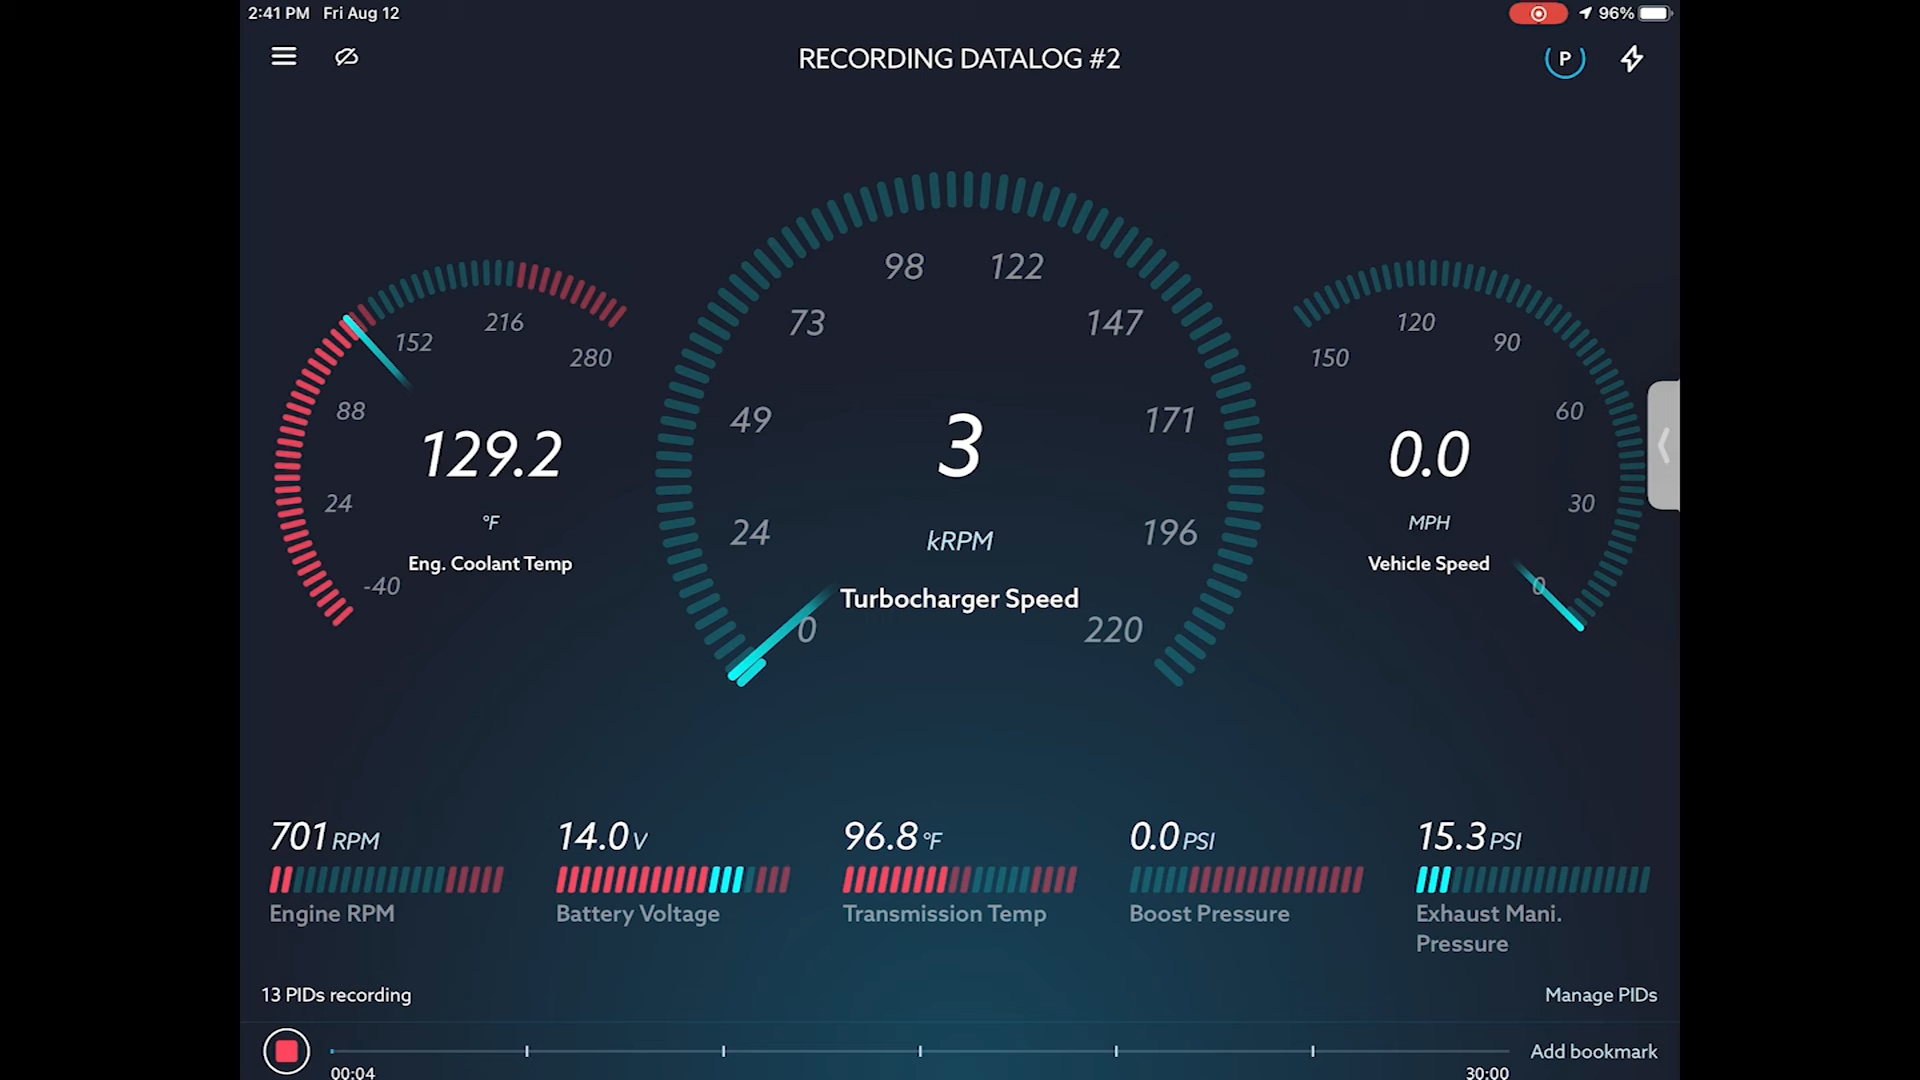 2:41 PM Fri Aug 12
96%
RECORDING DATALOG #2
P
-40
24
88
152
216
280
129.2
°F
Eng. Coolant Temp
0
24
49
73
98
122
147
171
196
220
3
kRPM
Turbocharger Speed
150
120
90
60
30
0
0.0
MPH
Vehicle Speed
701 RPM
Engine RPM
14.0 V
Battery Voltage
96.8 °F
Transmission Temp
0.0 PSI
Boost Pressure
15.3 PSI
Exhaust Mani.
Pressure
13 PIDs recording
Manage PIDs
Add bookmark
00:04
30:00